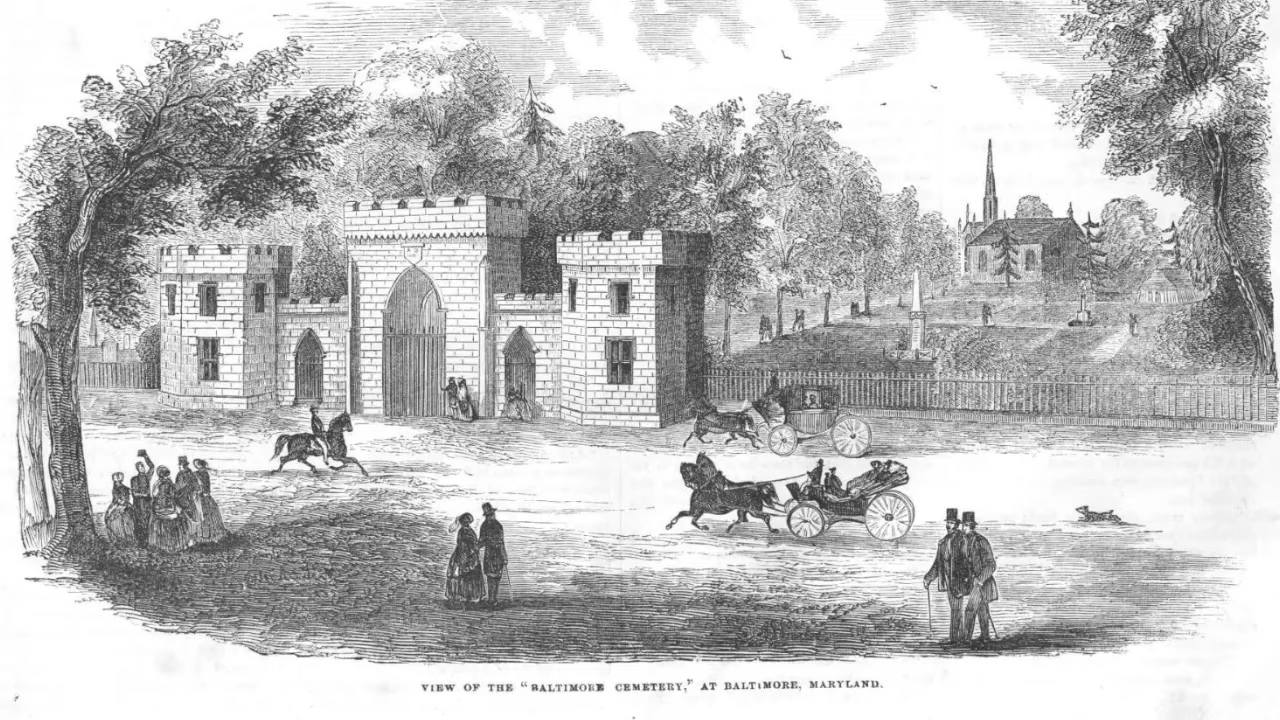 VIEW OF THE "BALTIMORE CEMETERY," AT BALTIMORE, MARYLAND.